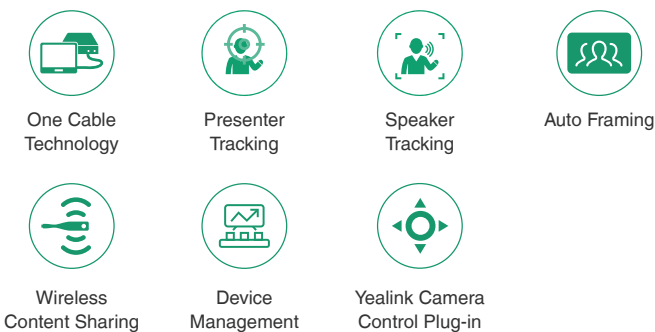 One Cable
Technology
Presenter
Tracking
Speaker
Tracking
Auto Framing
Wireless
Content Sharing
Device
Management
Yealink Camera
Control Plug-in